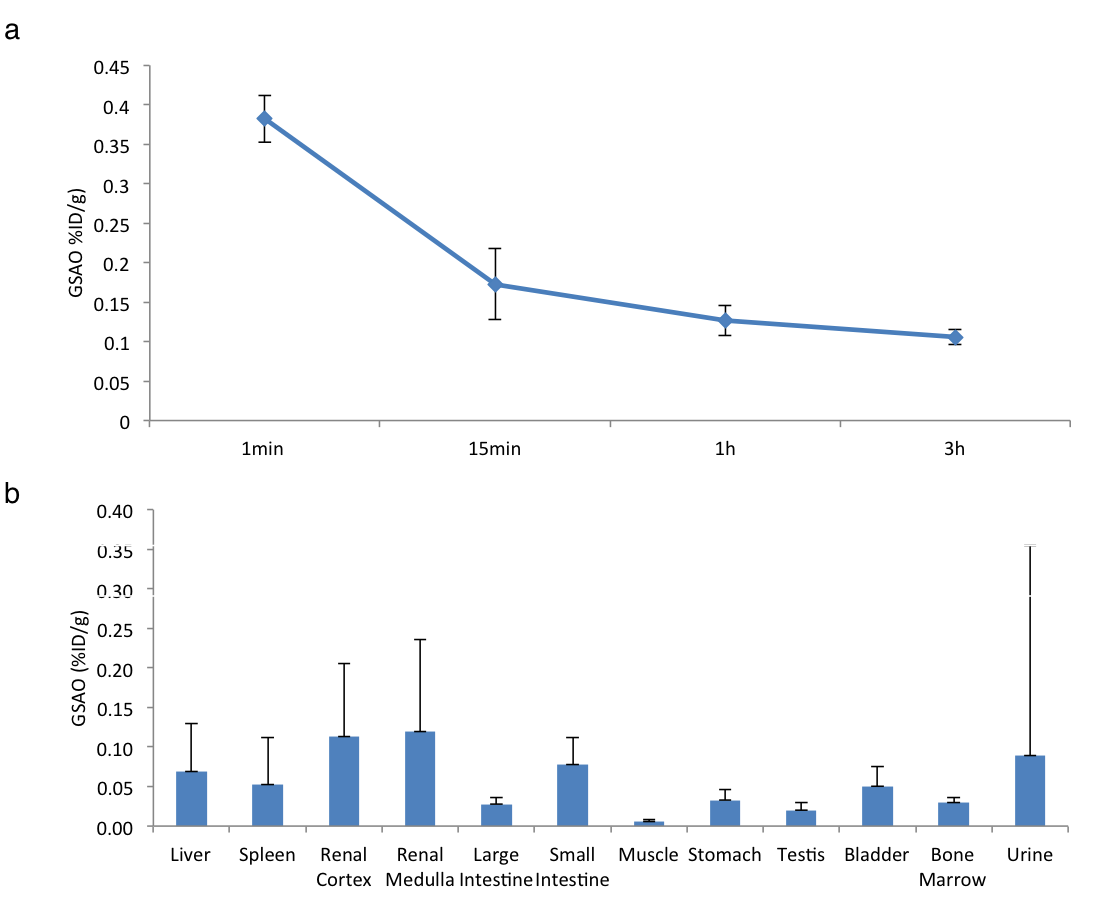 a
0.45
0.4
0.35
0.3
0.25
0.2
0.15
0.1
0.05
0
GSAO %ID/g)
1min 15min 1h 3h
b
0.40
0.35
0.30
0.25
0.20
0.15
0.10
0.05
0.00
GSAO (%ID/g)
Liver Spleen Renal Renal Large Small Muscle Stomach Testis Bladder Bone Urine
Cortex Medulla Intestine Intestine Marrow